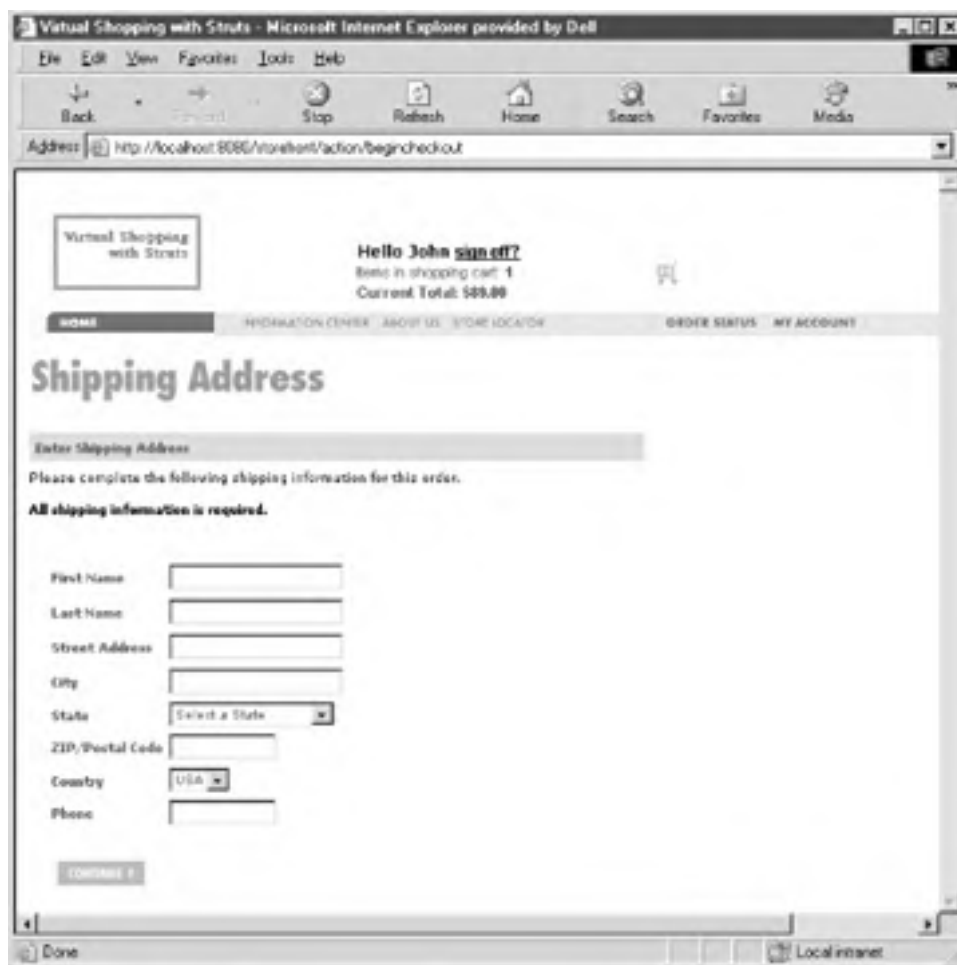 Virtual Shopping with Struts - Microsoft Internet Explorer provided by Dell
File Edit View Favorites Tools Help
Back Forward Stop Refresh Home Search Favorites Media
Address http://localhost:8080/storefront/action/begincheckout
Virtual Shopping
with Struts
Hello John sign off?
Items in shopping cart: 1
Current Total: $89.00
HOME INFORMATION CENTER ABOUT US STORE LOCATOR ORDER STATUS MY ACCOUNT
Shipping Address
Enter Shipping Address
Please complete the following shipping information for this order.
All shipping information is required.
First Name
Last Name
Street Address
City
State Select a State
ZIP/Postal Code
Country USA
Phone
CONTINUE
Done Local intranet